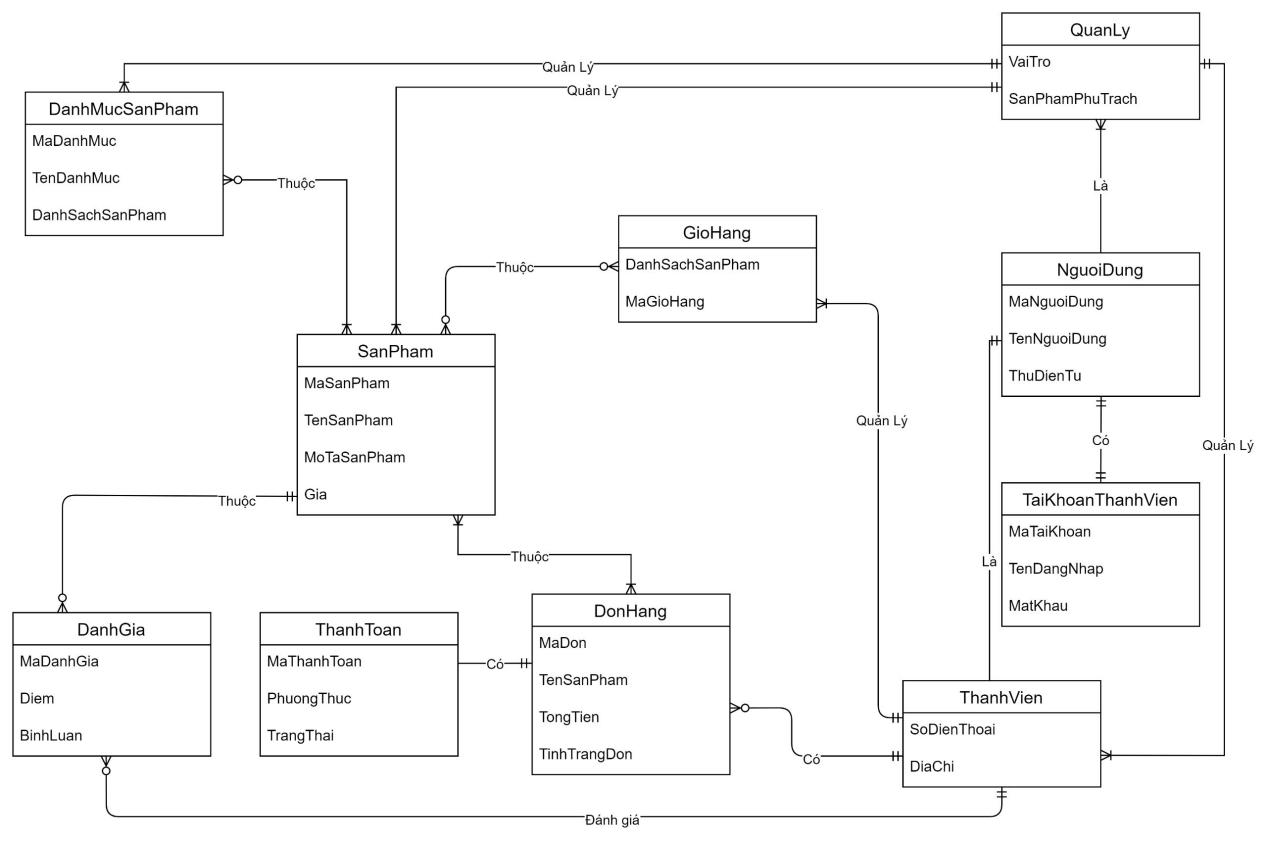 QuanLy
VaiTro
SanPhamPhuTrach
Quản Lý
Quản Lý
DanhMucSanPham
MaDanhMuc
TenDanhMuc
DanhSachSanPham
Thuộc
Là
GioHang
DanhSachSanPham
MaGioHang
Thuộc
NguoiDung
MaNguoiDung
TenNguoiDung
ThuDienTu
SanPham
MaSanPham
TenSanPham
MoTaSanPham
Gia
Quản Lý
Có
Quản Lý
Thuộc
TaiKhoanThanhVien
MaTaiKhoan
TenDangNhap
MatKhau
Thuộc
Là
DanhGia
MaDanhGia
Diem
BinhLuan
ThanhToan
MaThanhToan
PhuongThuc
TrangThai
Có
DonHang
MaDon
TenSanPham
TongTien
TinhTrangDon
Có
ThanhVien
SoDienThoai
DiaChi
Đánh giá